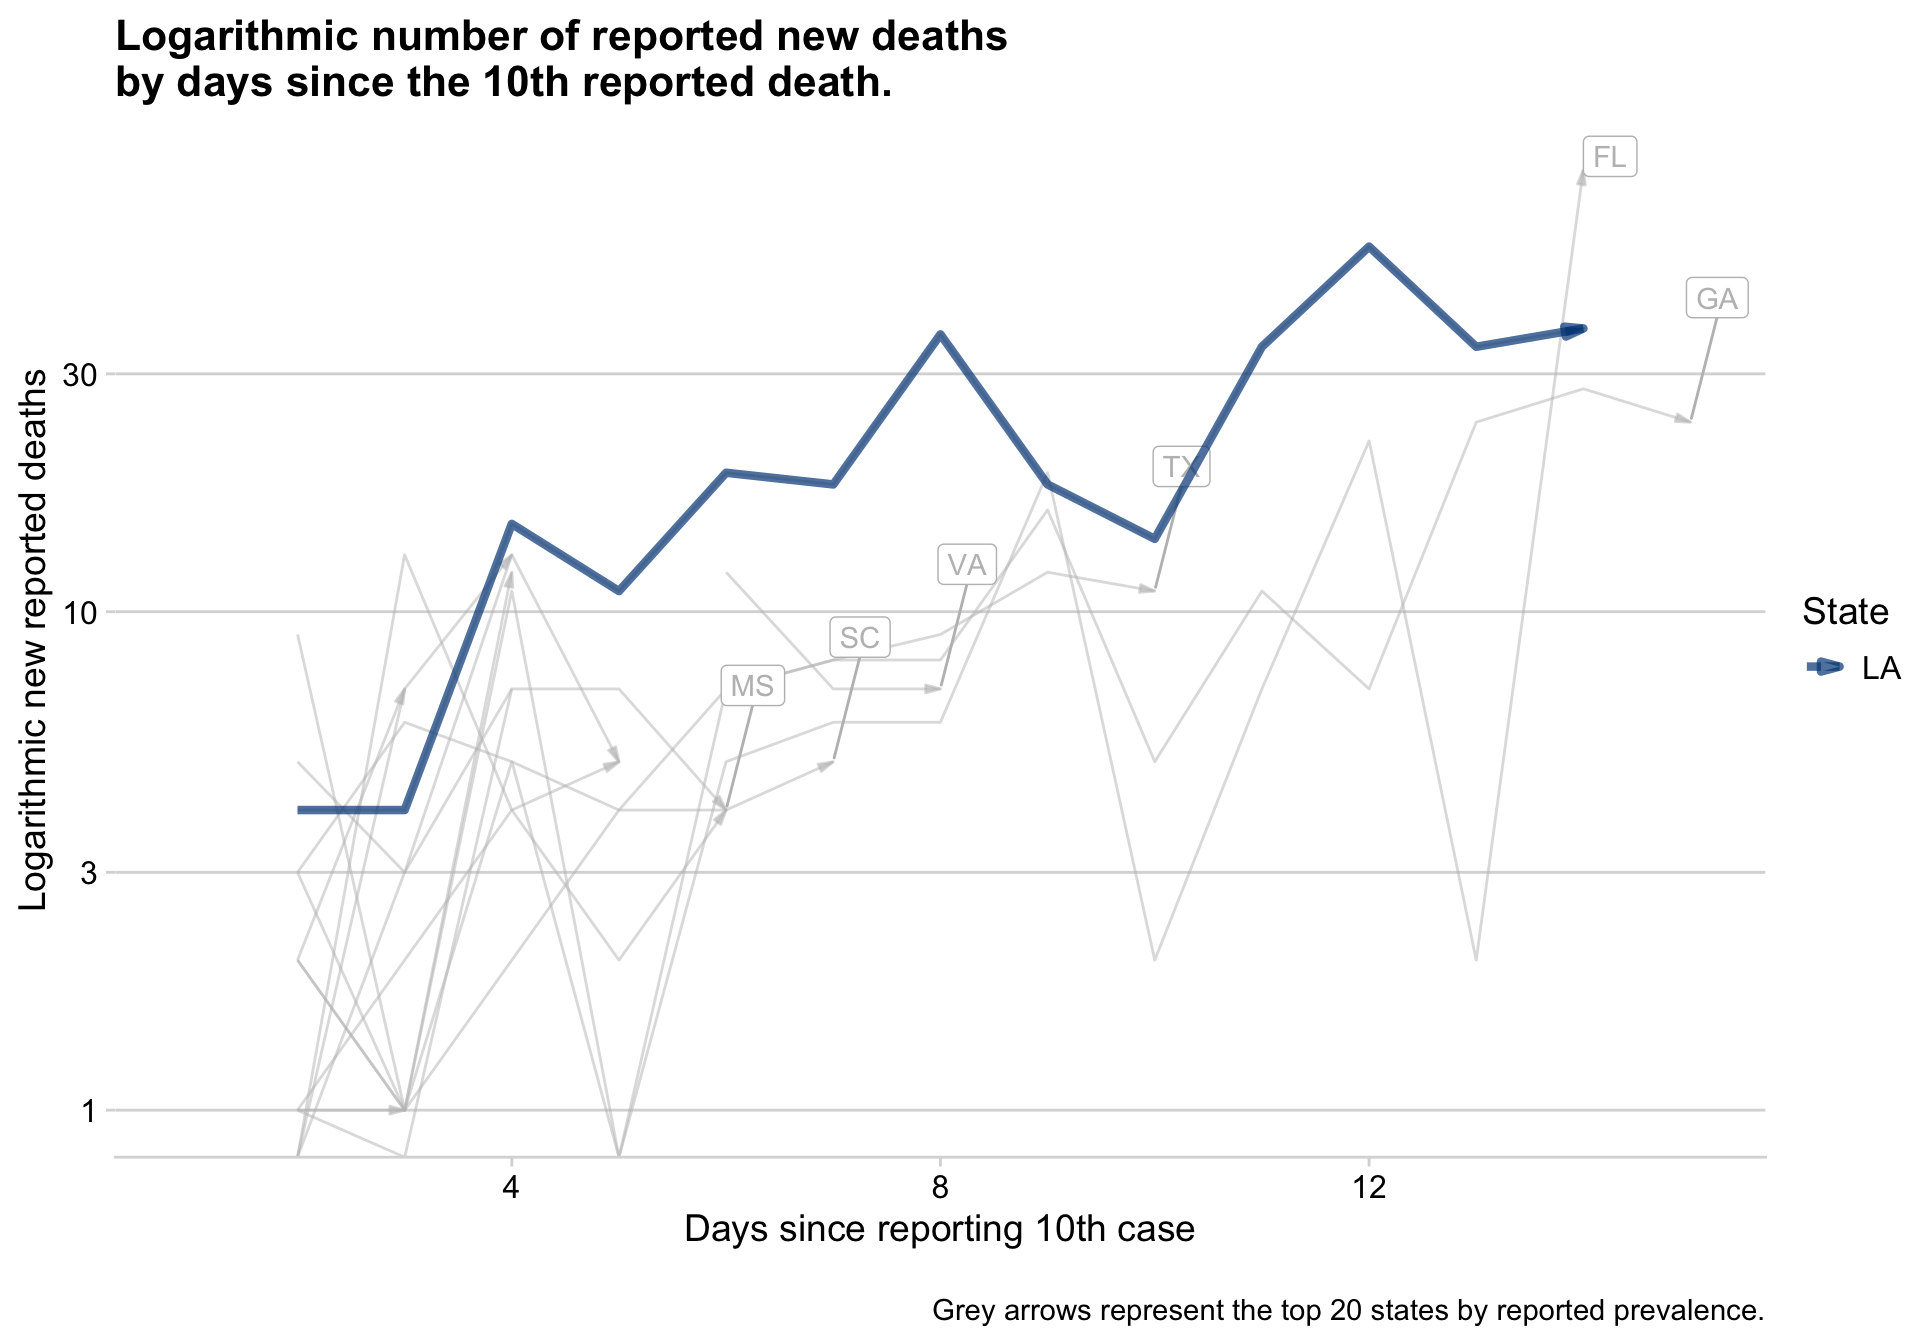 Logarithmic number of reported new deaths
by days since the 10th reported death.
FL
GA
TX
VA
SC
MS
Logarithmic new reported deaths
30
10
3
1
4 8 12
Days since reporting 10th case
State
LA
Grey arrows represent the top 20 states by reported prevalence.